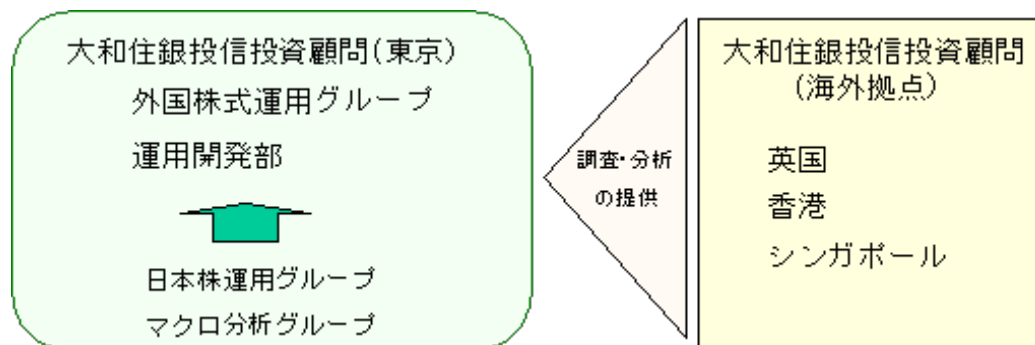 大和住銀投信投資顧問(東京)
外国株式運用グループ
運用開発部
日本株運用グループ
マクロ分析グループ
調査・分析
の提供
大和住銀投信投資顧問
(海外拠点)
英国
香港
シンガポール